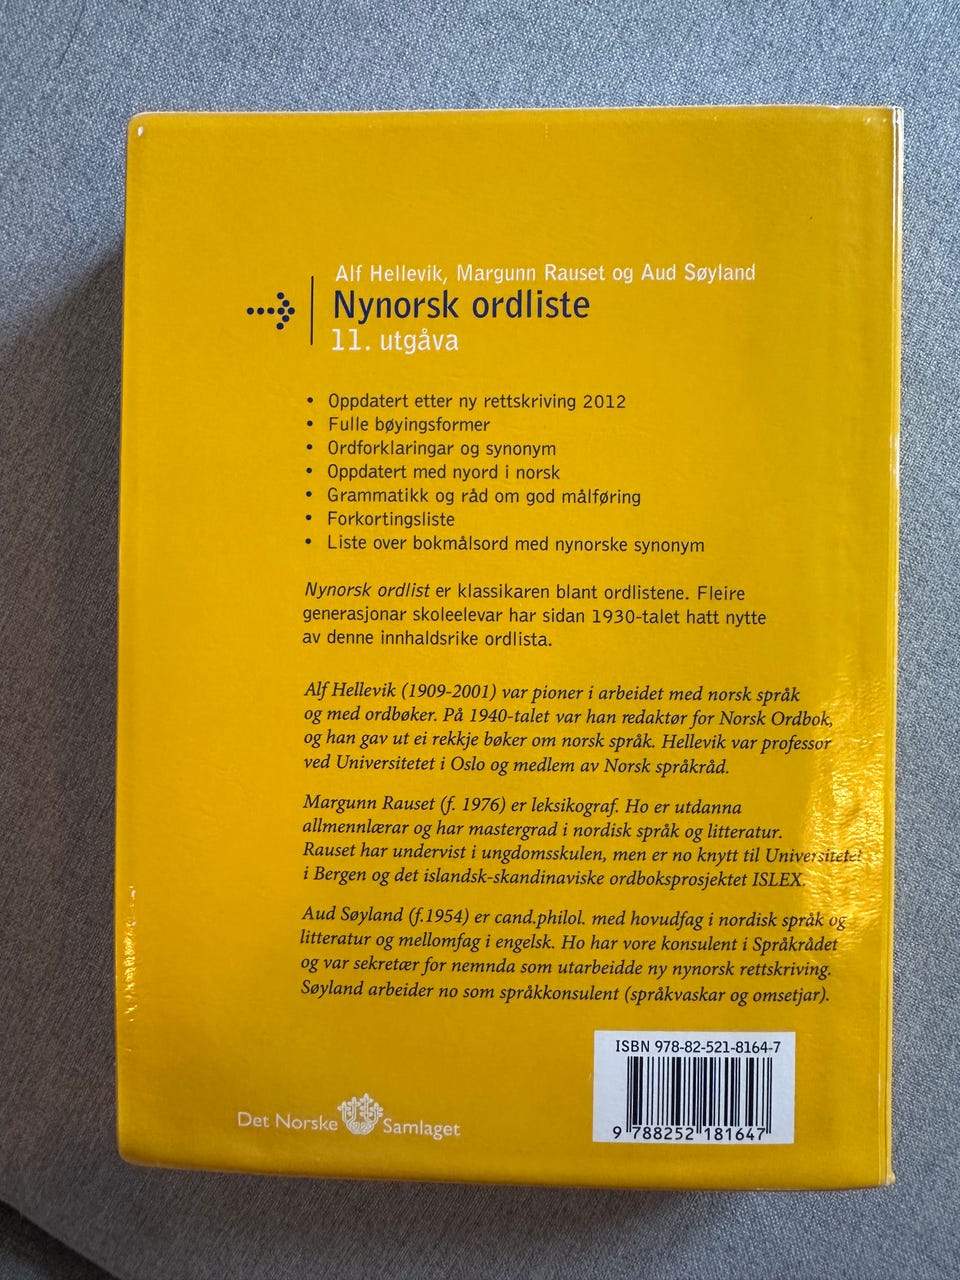 Alf Hellevik, Margunn Rauset og Aud Søyland
Nynorsk ordliste
11. utgåva
• Oppdatert etter ny rettskriving 2012
• Fulle bøyingsformer
• Ordforklaringar og synonym
• Oppdatert med nyord i norsk
• Grammatikk og råd om god målføring
• Forkortingsliste
• Liste over bokmålsord med nynorske synonym
Nynorsk ordlist er klassikaren blant ordlistene. Fleire
generasjonar skoleelevar har sidan 1930-talet hatt nytte
av denne innhaldsrike ordlista.
Alf Hellevik (1909-2001) var pioner i arbeidet med norsk språk
og med ordbøker. På 1940-talet var han redaktør for Norsk Ordbok,
og han gav ut ei rekkje bøker om norsk språk. Hellevik var professor
ved Universitetet i Oslo og medlem av Norsk språkråd.
Margunn Rauset (f. 1976) er leksikograf. Ho er utdanna
allmennlærar og har mastergrad i nordisk språk og litteratur.
Rauset har undervist i ungdomsskulen, men er no knytt til Universitetet
i Bergen og det islandsk-skandinaviske ordboksprosjektet ISLEX.
Aud Søyland (f.1954) er cand.philol. med hovudfag i nordisk språk og
litteratur og mellomfag i engelsk. Ho har vore konsulent i Språkrådet
og var sekretær for nemnda som utarbeidde ny nynorsk rettskriving.
Søyland arbeider no som språkkonsulent (språkvaskar og omsetjar).
ISBN 978-82-521-8164-7
9 788252 181647
Det Norske Samlaget